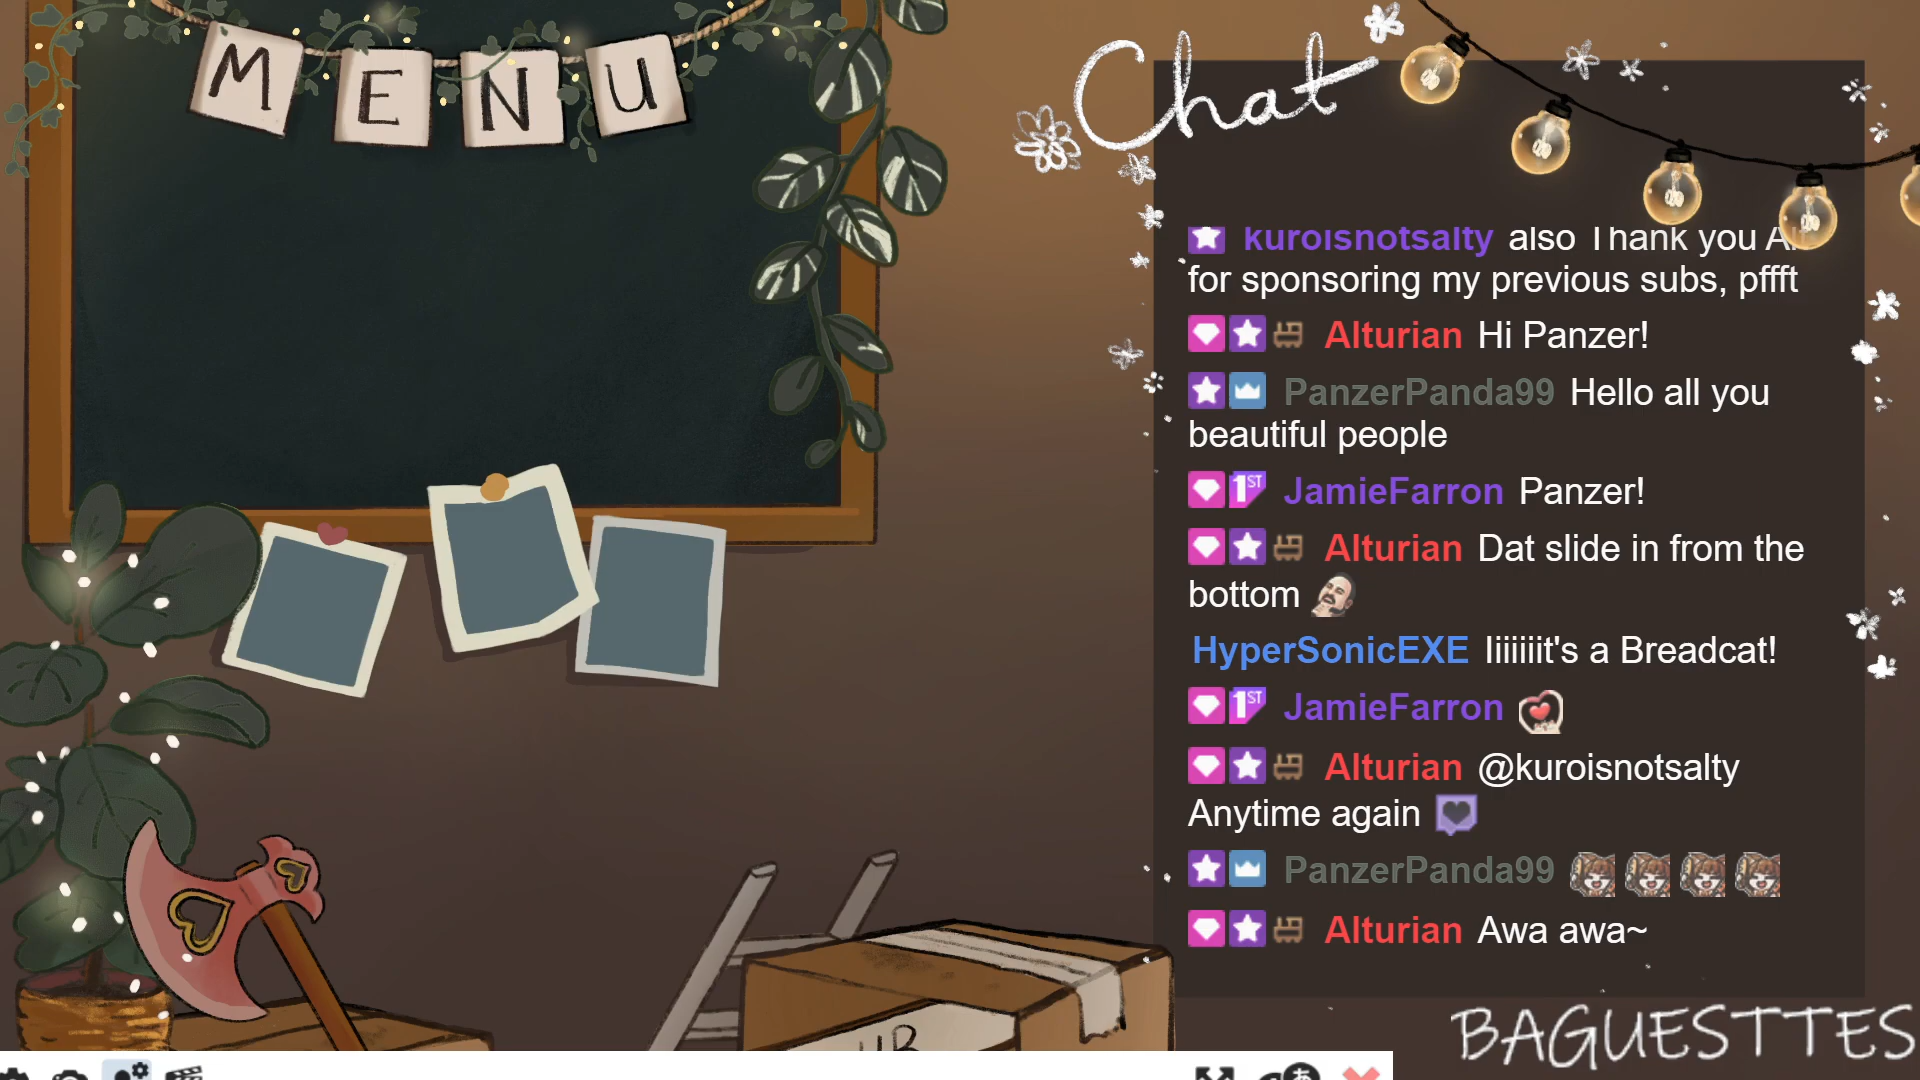 MENU
Chat
kuroisnotsalty also Thank you
for sponsoring my previous subs, pffft
Alturian Hi Panzer!
PanzerPanda99 Hello all you
beautiful people
1ST JamieFarron Panzer!
Alturian Dat slide in from the
bottom
HyperSonicEXE Iiiiiiit's a Breadcat!
1ST JamieFarron
Alturian @kuroisnotsalty
Anytime again
PanzerPanda99
Alturian Awa awa~
BAGUESTTES